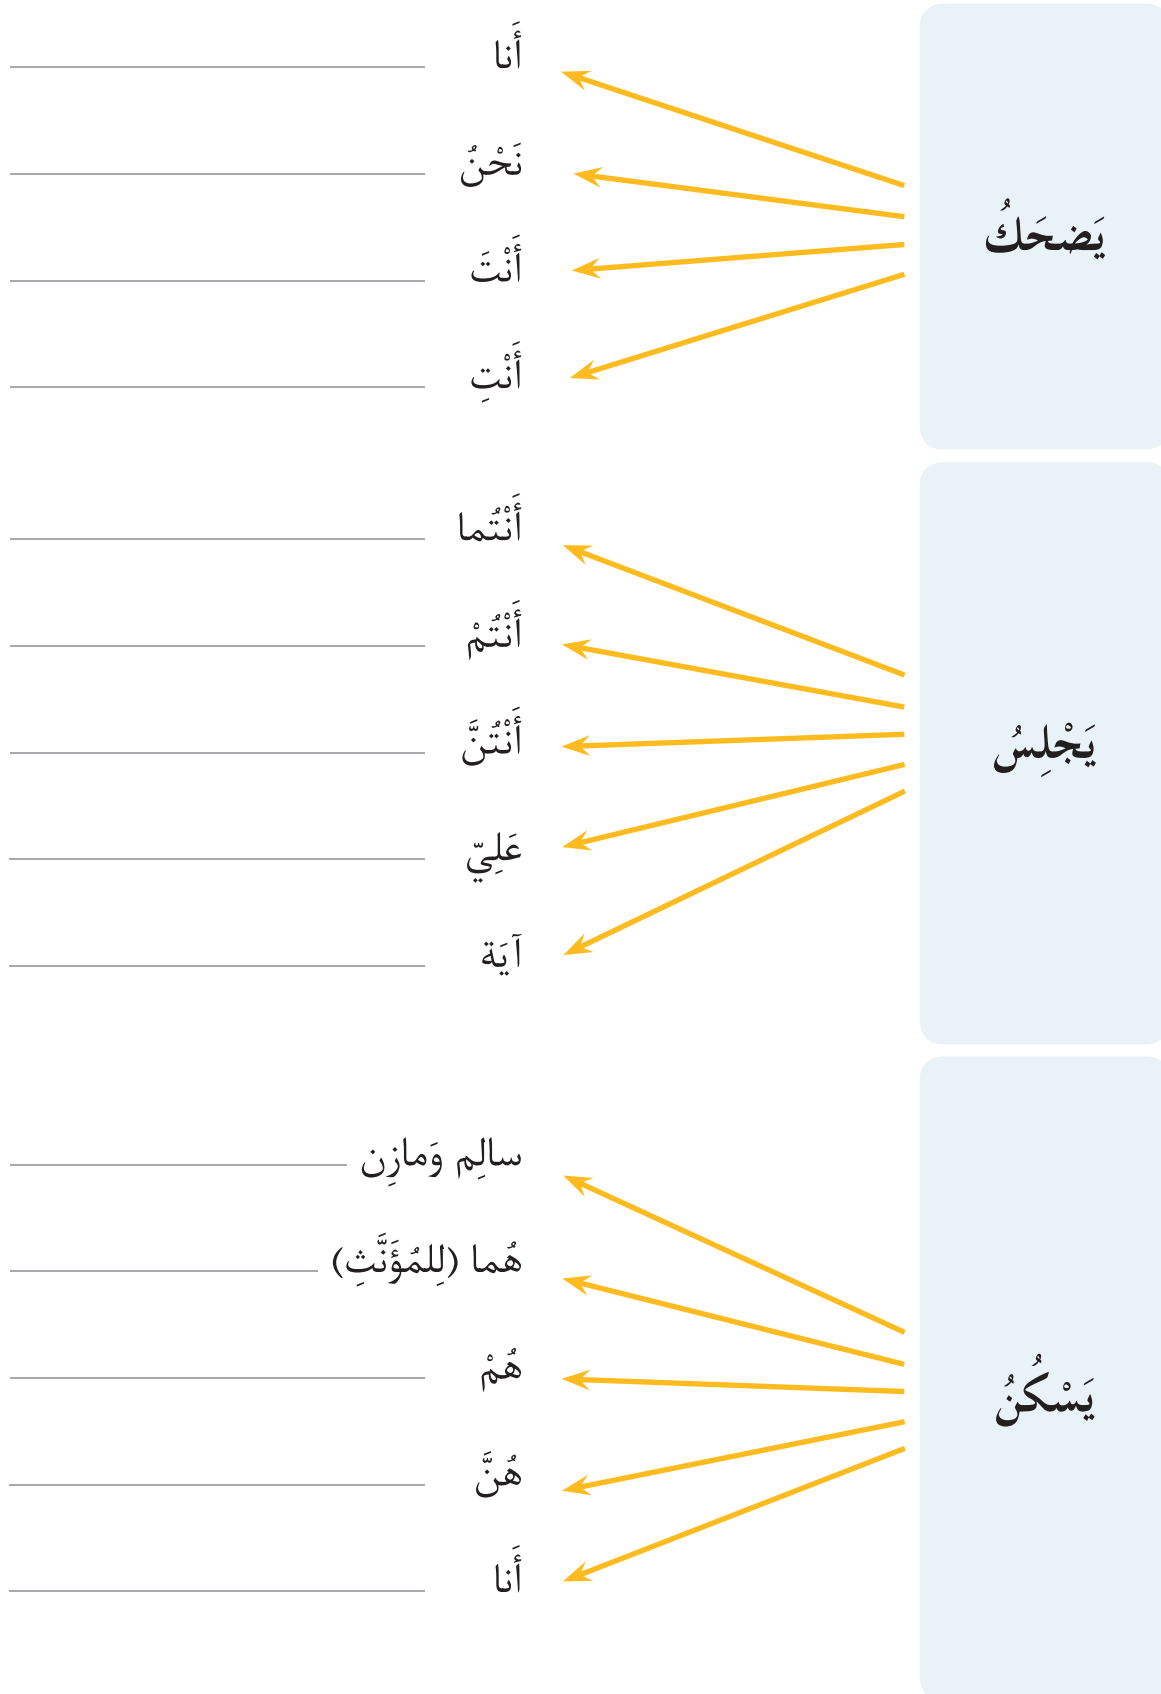 يَضحَكُ
أَنا
نَحْنُ
أَنْتَ
أَنْتِ
يَجْلِسُ
أَنْتُما
أَنْتُمْ
أَنْتُنَّ
عَلِيّ
آيَة
يَسْكُنُ
سالِم وَمازِن
هُما (لِلمُؤَنَّثِ)
هُمْ
هُنَّ
أَنا